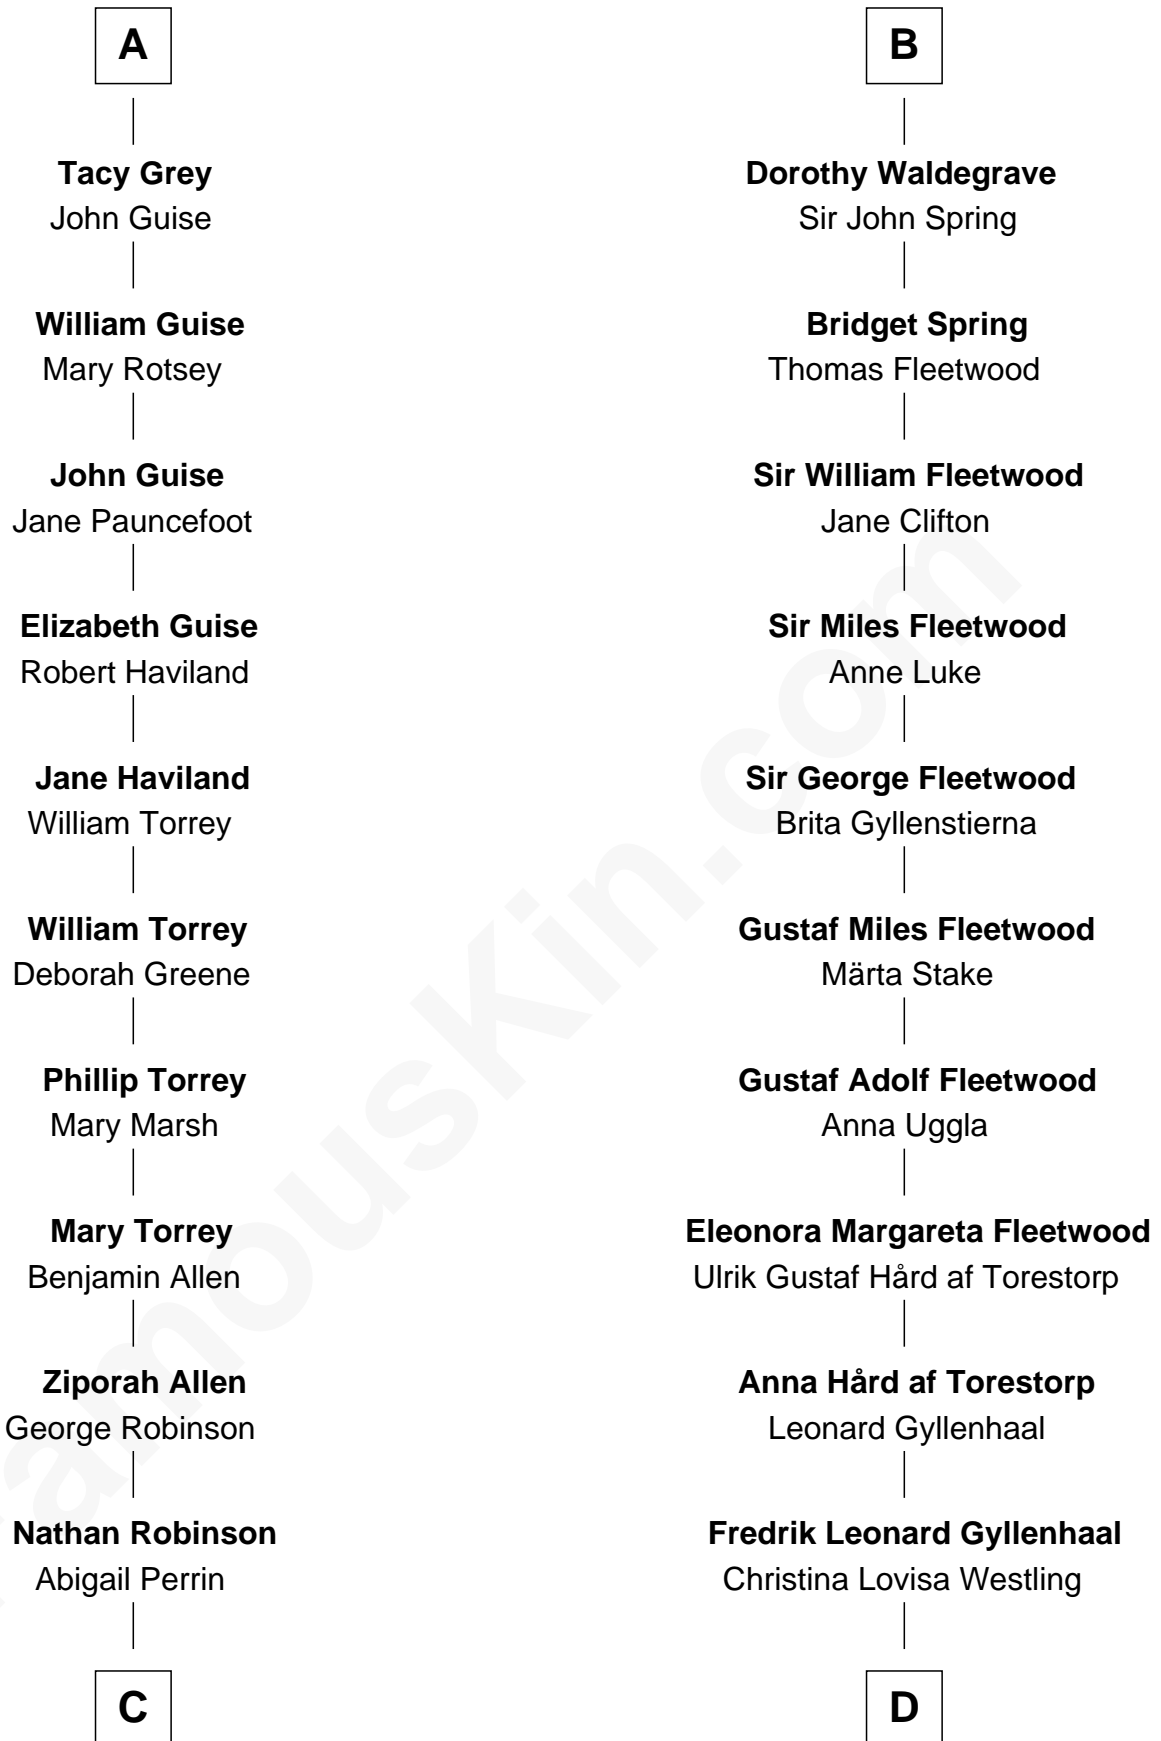 A
Tacy Grey
John Guise
William Guise
Mary Rotsey
John Guise
Jane Pauncefoot
Elizabeth Guise
Robert Haviland
Jane Haviland
William Torrey
William Torrey
Deborah Greene
Phillip Torrey
Mary Marsh
Mary Torrey
Benjamin Allen
Ziporah Allen
George Robinson
Nathan Robinson
Abigail Perrin
C
B
Dorothy Waldegrave
Sir John Spring
Bridget Spring
Thomas Fleetwood
Sir William Fleetwood
Jane Clifton
Sir Miles Fleetwood
Anne Luke
Sir George Fleetwood
Brita Gyllenstierna
Gustaf Miles Fleetwood
Märta Stake
Gustaf Adolf Fleetwood
Anna Uggla
Eleonora Margareta Fleetwood
Ulrik Gustaf Hård af Torestorp
Anna Hård af Torestorp
Leonard Gyllenhaal
Fredrik Leonard Gyllenhaal
Christina Lovisa Westling
D
FamousKin.com